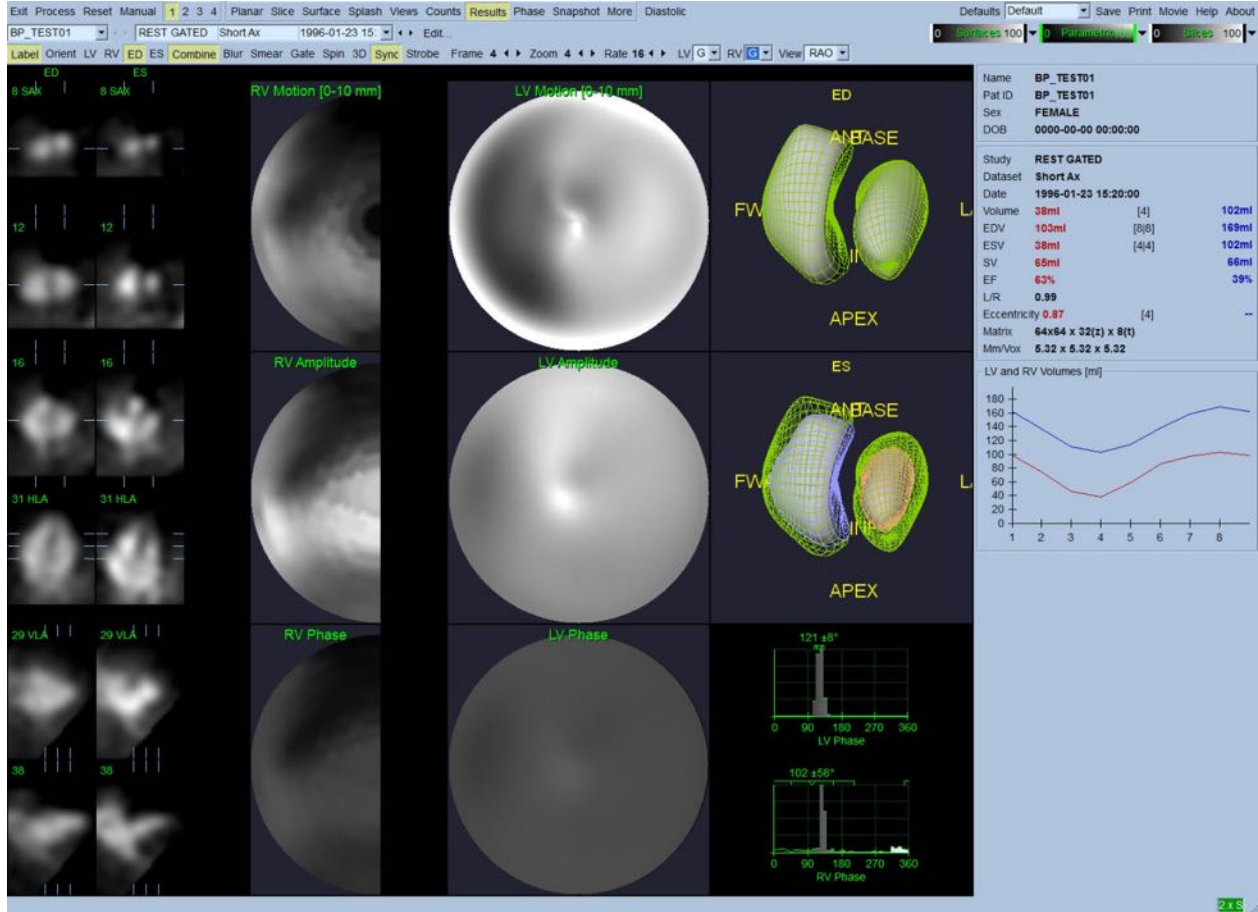 Exit Process Reset Manual 1 2 3 4 Planar Slice Surface Splash Views Counts Results Phase Snapshot More Diastolic Defaults Default Save Print Movie Help About
BP_TEST01 REST GATED Short Ax 1996-01-23 15: Edit... 0 Surfaces 100 0 Parametric 0 Slices 100
Label Orient LV RV ED ES Combine Blur Smear Gate Spin 3D Sync Strobe Frame 4 Zoom 4 Rate 16 LV G RV G View RAO
ED ES
8 SAX 8 SAX
12 12
16 16
31 HLA 31 HLA
29 VLA 29 VLA
38 38
RV Motion [0-10 mm] LV Motion [0-10 mm]
RV Amplitude LV Amplitude
RV Phase LV Phase
ED
ANT BASE
FW L
APEX
ES
ANT BASE
FW L
INF
APEX
121 ±8°
0 90 180 270 360
LV Phase
102 ±58°
0 90 180 270 360
RV Phase
Name BP_TEST01
Pat ID BP_TEST01
Sex FEMALE
DOB 0000-00-00 00:00:00
Study REST GATED
Dataset Short Ax
Date 1996-01-23 15:20:00
Volume 38ml [4] 102ml
EDV 103ml [8|8] 169ml
ESV 38ml [4|4] 102ml
SV 65ml 66ml
EF 63% 39%
L/R 0.99
Eccentricity 0.87 [4] --
Matrix 64x64 x 32(z) x 8(t)
Mm/Vox 5.32 x 5.32 x 5.32
LV and RV Volumes [ml]
180
160
140
120
100
80
60
40
20
0
1 2 3 4 5 6 7 8
2 x S